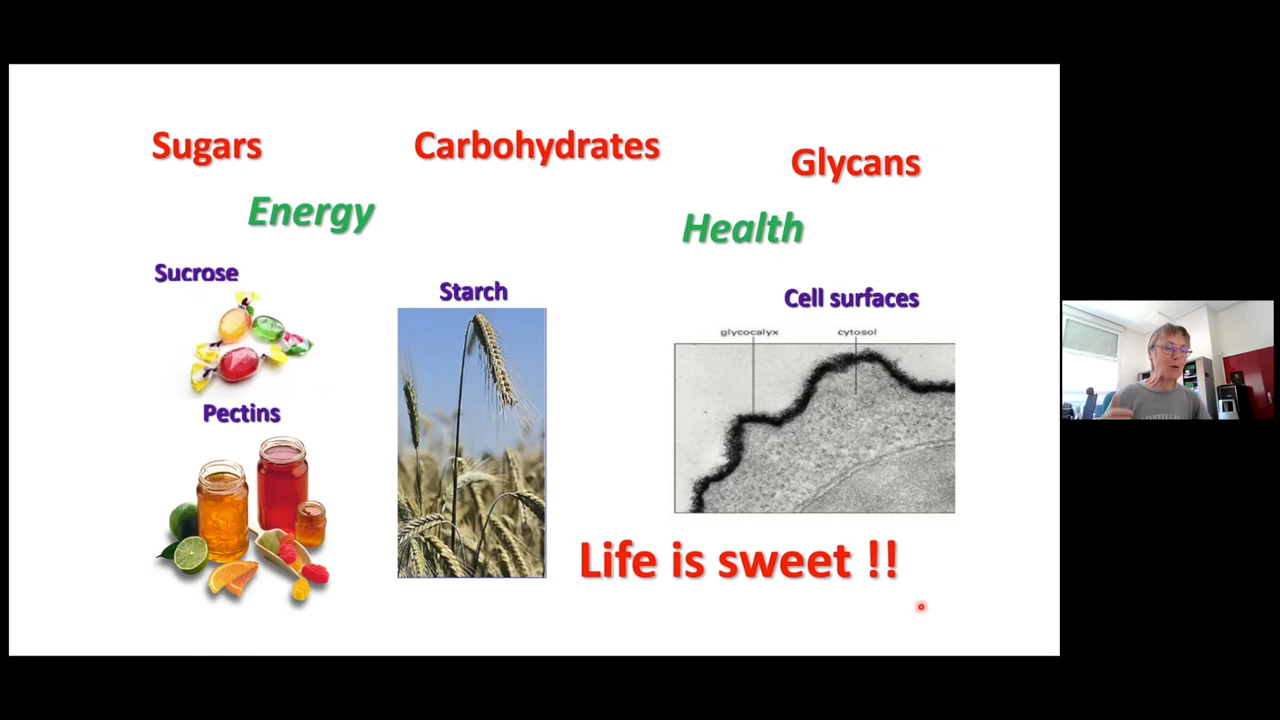 Sugars
Carbohydrates
Glycans
Energy
Health
Sucrose
Starch
Cell surfaces
glycocalyx
cytosol
Pectins
Life is sweet !!